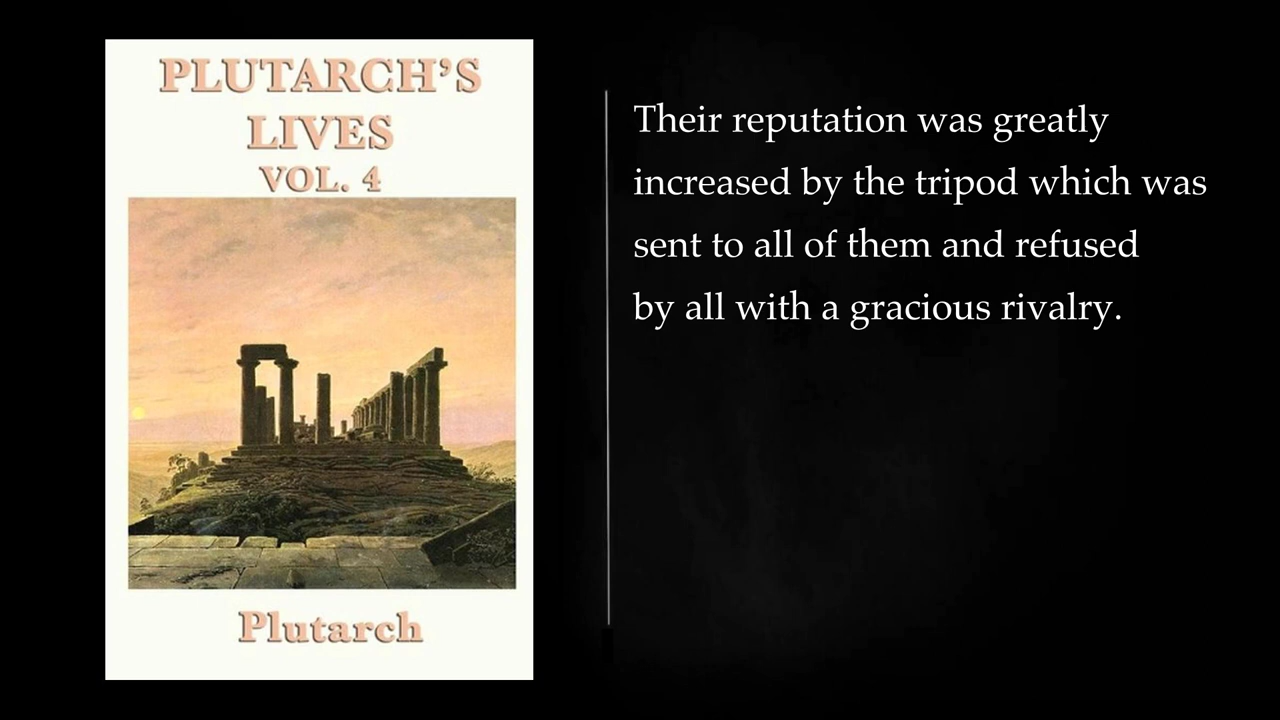 PLUTARCH'S
LIVES
VOL. 4
Plutarch
Their reputation was greatly
increased by the tripod which was
sent to all of them and refused
by all with a gracious rivalry.